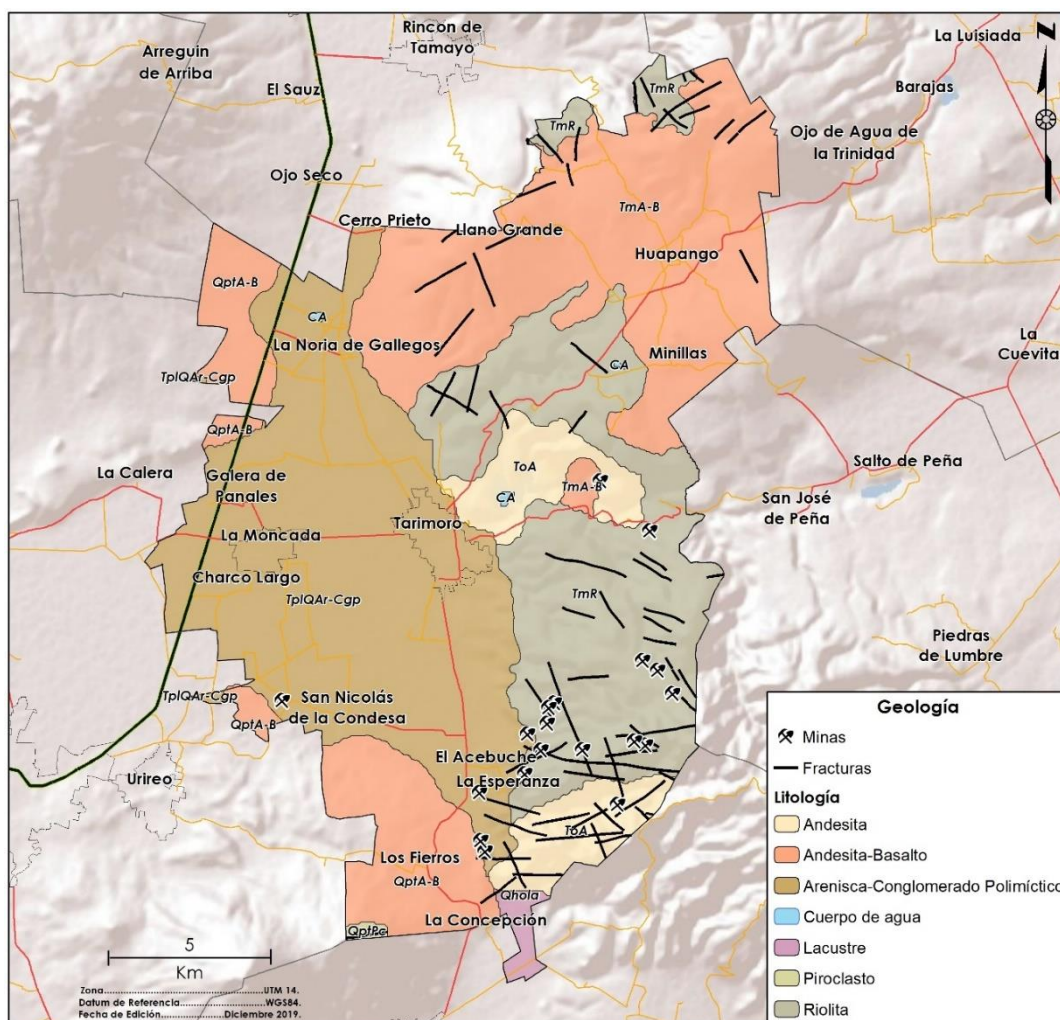 Rincon de
Tamayo
La Luisiada
Z
Arreguin
de Arriba
El Sauz
Barajas
TmR
TmR
Ojo de Agua de
la Trinidad
Ojo Seco
TmA-B
Cerro Prieto
Llano Grande
Huapango
QptA-B
CA
La Noria de Gallegos
Minillas
CA
La
Cuevita
TplQAr-Cgp
QptA-B
La Calera
Galera de
Panales
ToA
TmA-B
CA
Salto de Peña
San José
de Peña
Tarimoro
La Moncada
Charco Largo
TplQAr-Cgp
TmR
Piedras
de Lumbre
TplQAr-Cgp
San Nicolás
de la Condesa
QptA-B
El Acebuche
La Esperanza
Urireo
ToA
Los Fierros
QptA-B
Qhola
La Concepción
QptPc
5
Km
Zona UTM 14.
Datum de Referencia WGS84.
Fecha de Edición Diciembre 2019.
Geología
Minas
Fracturas
Litología
Andesita
Andesita-Basalto
Arenisca-Conglomerado Polimíctico
Cuerpo de agua
Lacustre
Piroclasto
Riolita